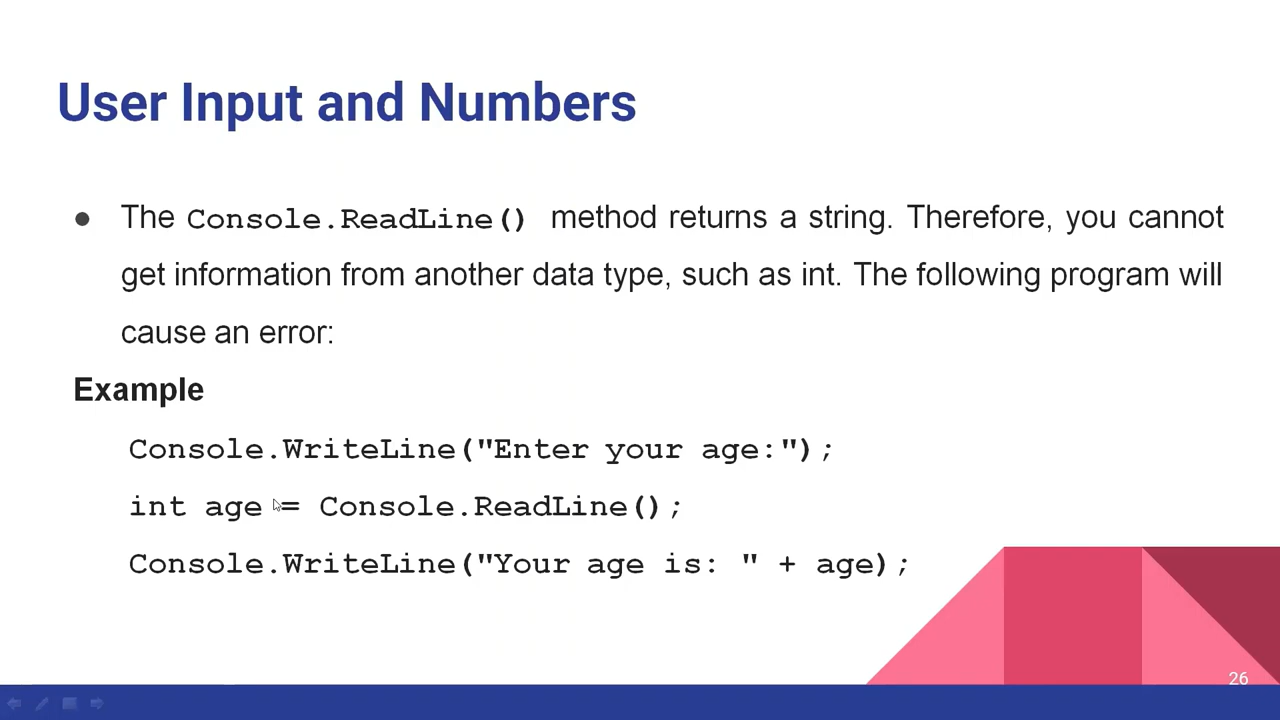 User Input and Numbers
● The Console.ReadLine() method returns a string. Therefore, you cannot
get information from another data type, such as int. The following program will
cause an error:
Example
Console.WriteLine("Enter your age:");
int age = Console.ReadLine();
Console.WriteLine("Your age is: " + age);
26